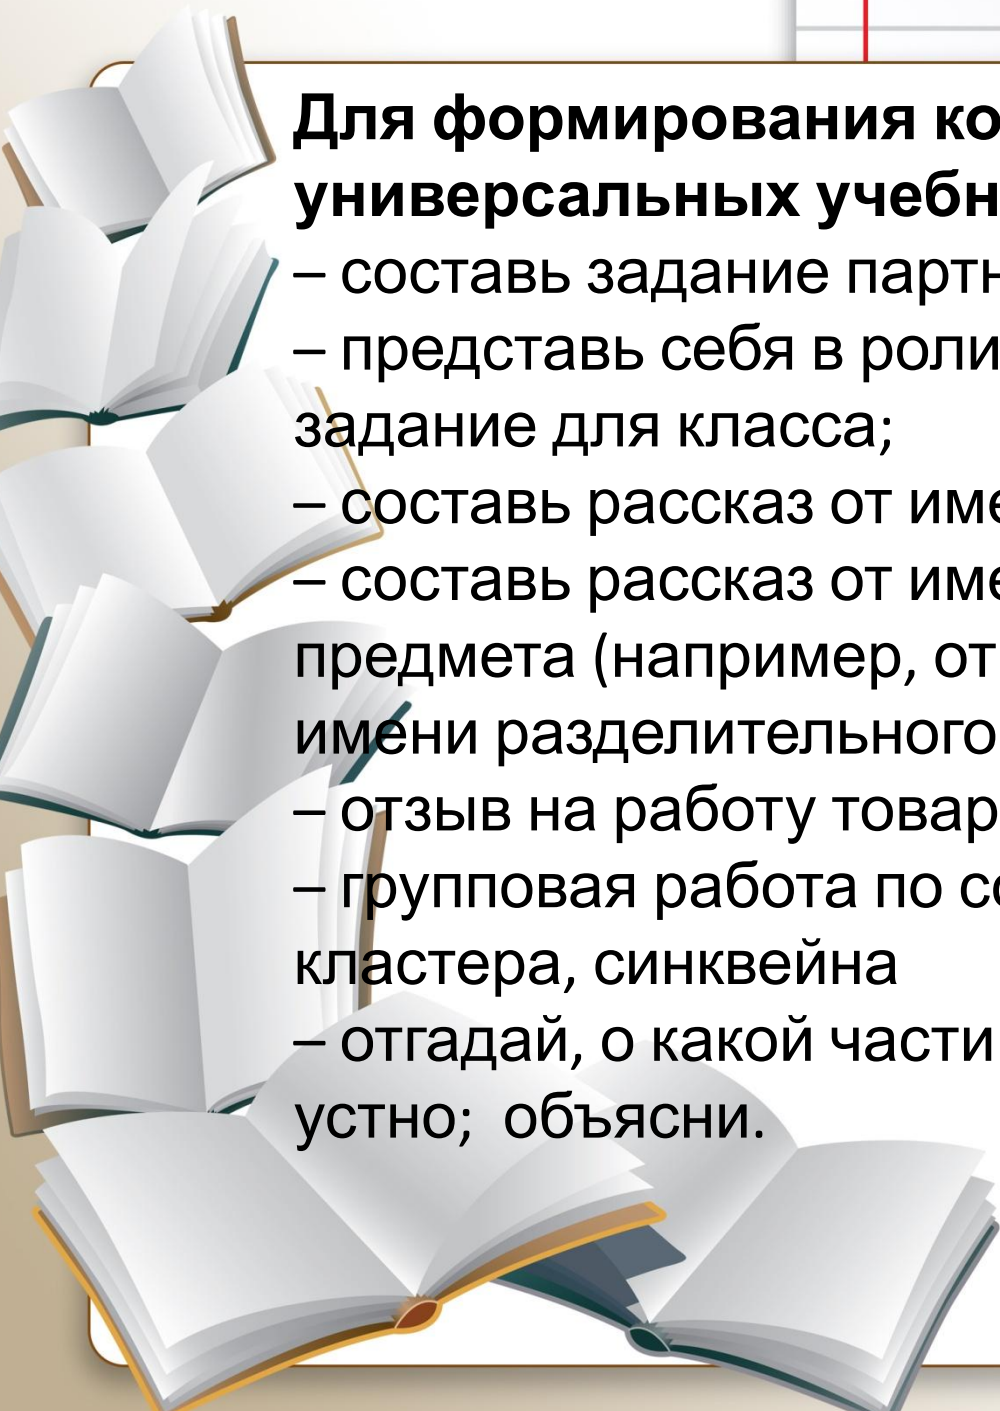 Для формирования ко
универсальных учебн
– составь задание партн
– представь себя в роли
задание для класса;
– составь рассказ от име
– составь рассказ от име
предмета (например, от
имени разделительного
– отзыв на работу товар
– групповая работа по со
кластера, синквейна
– отгадай, о какой части
устно; объясни.